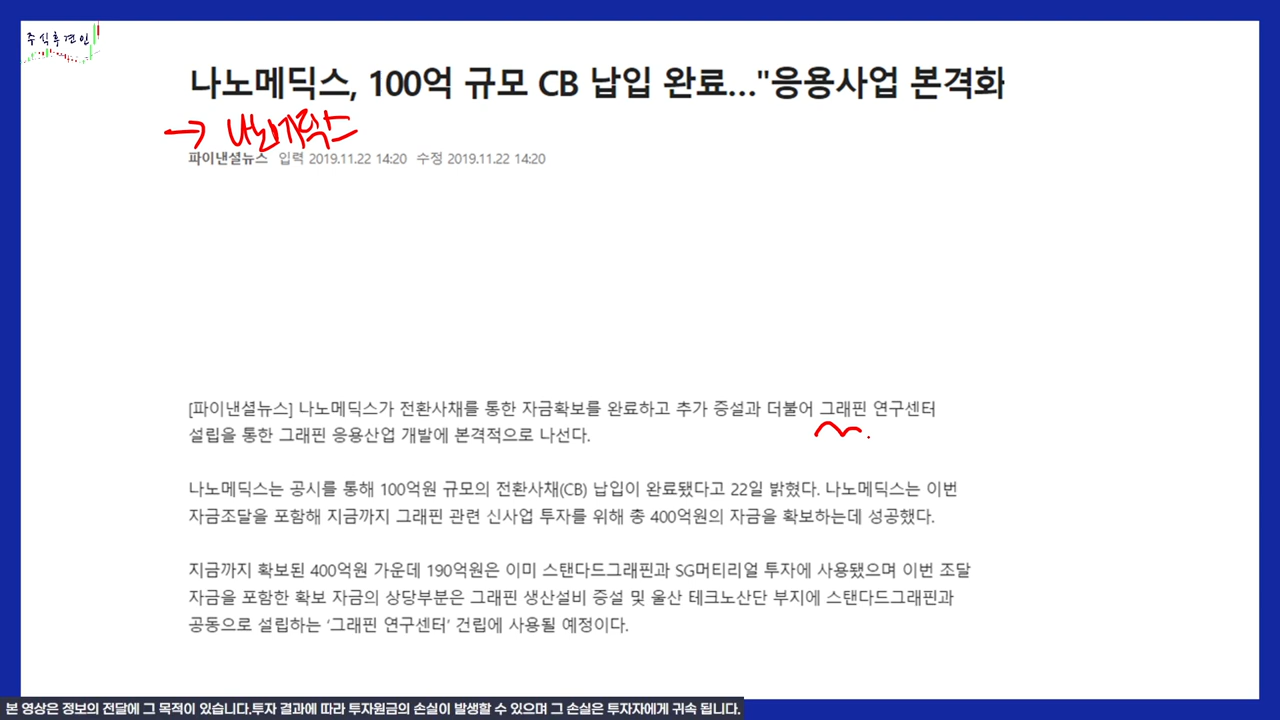 주식후견인
나노메딕스, 100억 규모 CB 납입 완료..."응용사업 본격화
→ 나노메딕스
파이낸셜뉴스 입력 2019.11.22 14:20 수정 2019.11.22 14:20
[파이낸셜뉴스] 나노메딕스가 전환사채를 통한 자금확보를 완료하고 추가 증설과 더불어 그래핀 연구센터
설립을 통한 그래핀 응용산업 개발에 본격적으로 나선다.
나노메딕스는 공시를 통해 100억원 규모의 전환사채(CB) 납입이 완료됐다고 22일 밝혔다. 나노메딕스는 이번
자금조달을 포함해 지금까지 그래핀 관련 신사업 투자를 위해 총 400억원의 자금을 확보하는데 성공했다.
지금까지 확보된 400억원 가운데 190억원은 이미 스탠다드그래핀과 SG머티리얼 투자에 사용됐으며 이번 조달
자금을 포함한 확보 자금의 상당부분은 그래핀 생산설비 증설 및 울산 테크노산단 부지에 스탠다드그래핀과
공동으로 설립하는 '그래핀 연구센터' 건립에 사용될 예정이다.
본 영상은 정보의 전달에 그 목적이 있습니다.투자 결과에 따라 투자원금의 손실이 발생할 수 있으며 그 손실은 투자자에게 귀속 됩니다.